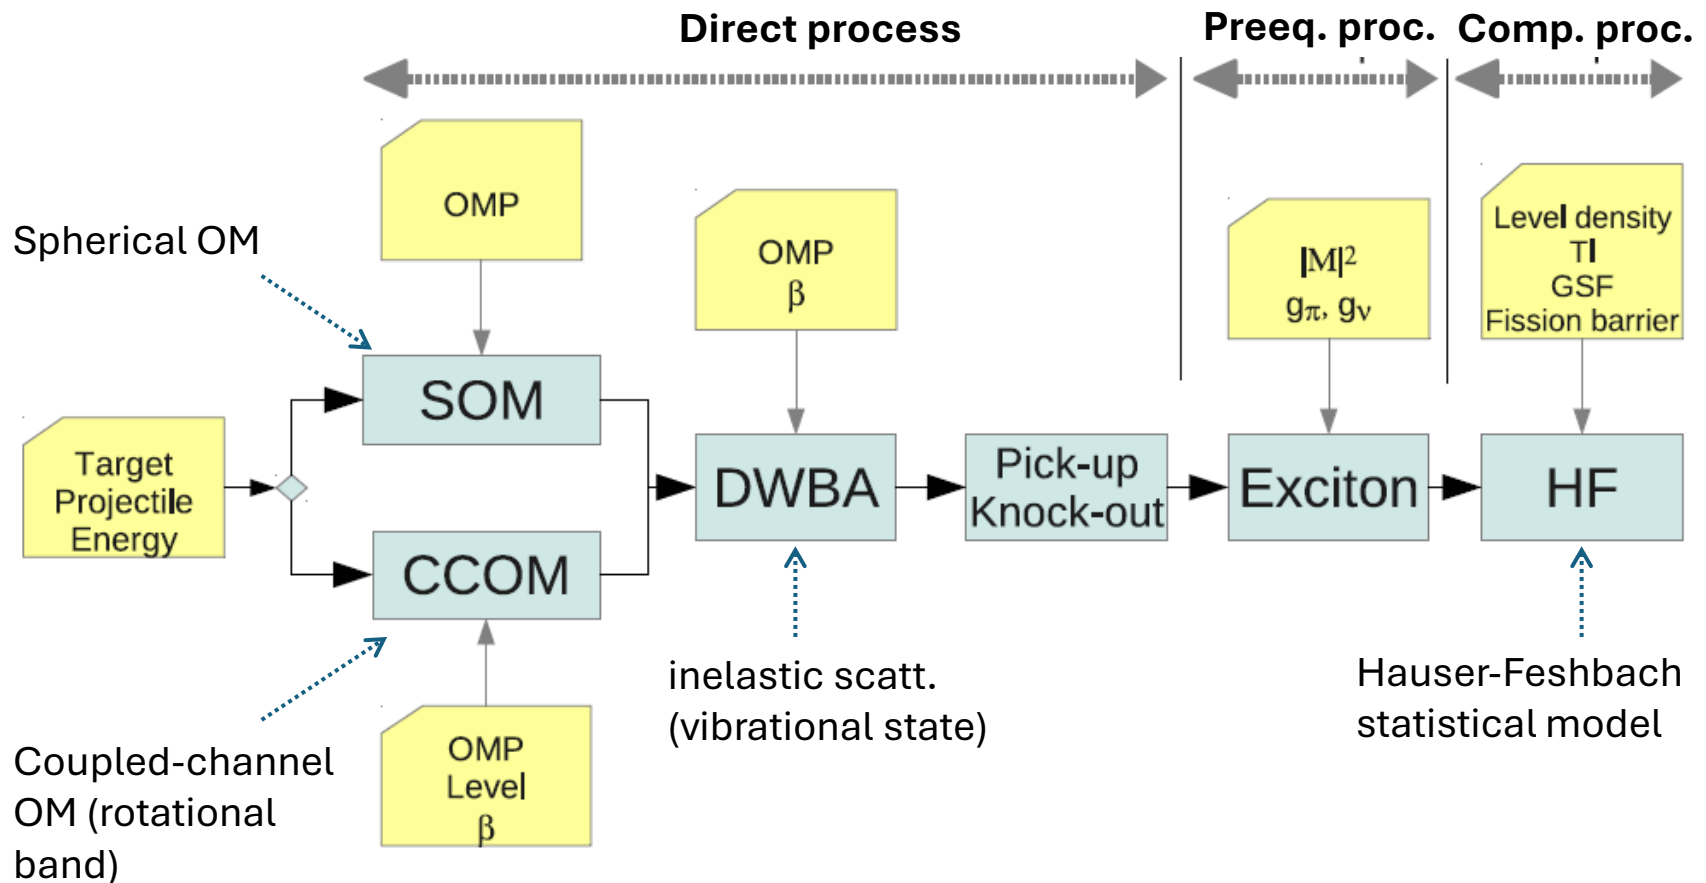 Direct process
Preeq. proc.
Comp. proc.
OMP
Spherical OM
OMP
β
|M|²
gπ, gν
Level density
Tl
GSF
Fission barrier
SOM
Target
Projectile
Energy
DWBA
Pick-up
Knock-out
Exciton
HF
CCOM
inelastic scatt.
(vibrational state)
Hauser-Feshbach
statistical model
Coupled-channel
OM (rotational
band)
OMP
Level
β